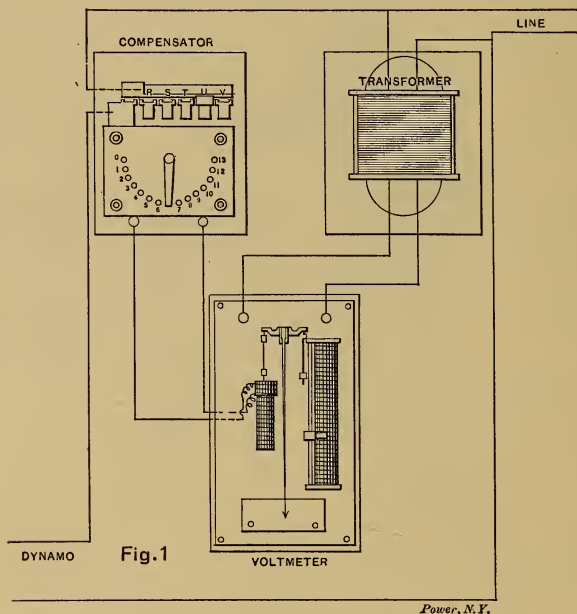 LINE
COMPENSATOR
TRANSFORMER
R S T U V
0 13
1 12
2 11
3 10
4 9
5 8
6 7
DYNAMO
Fig.1
VOLTMETER
Power, N.Y.